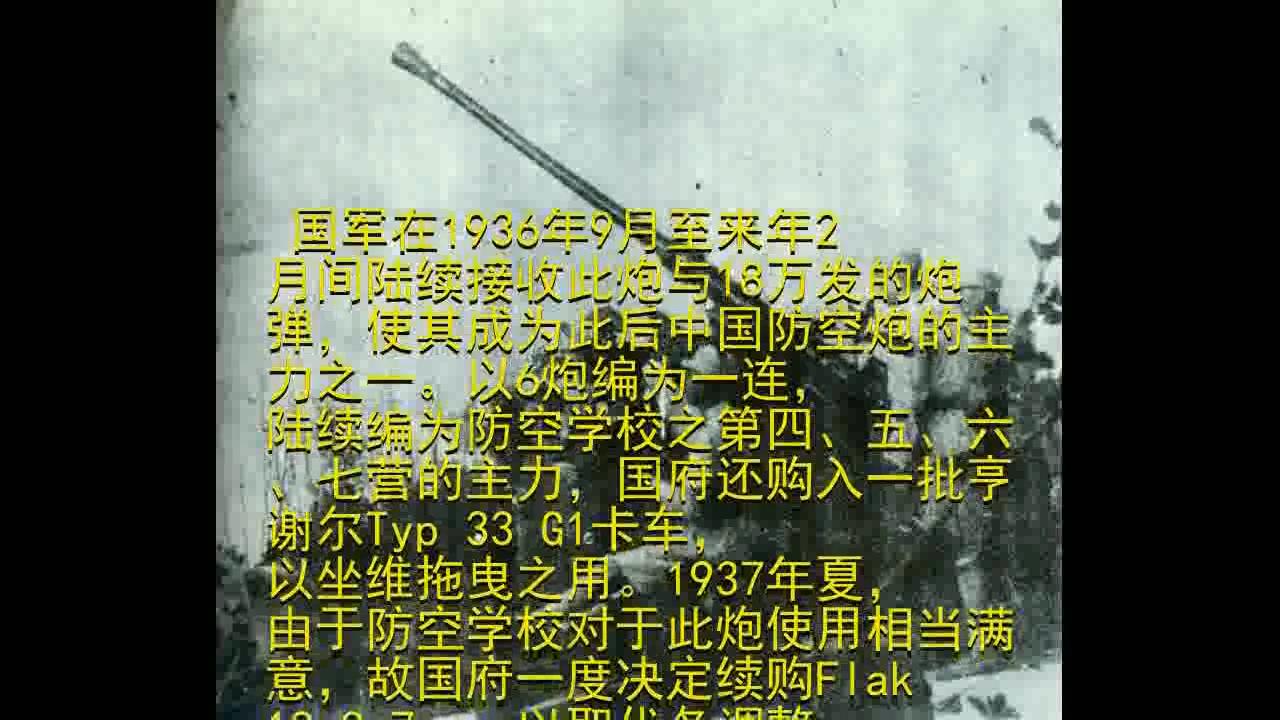 国军在1936年9月至来年2
月间陆续接收此炮与18万发的炮
弹，使其成为此后中国防空炮的主
力之一。以6炮编为一连，
陆续编为防空学校之第四、五、六
、七营的主力，国府还购入一批亨
谢尔Typ 33 G1卡车，
以坐维拖曳之用。1937年夏，
由于防空学校对于此炮使用相当满
意，故国府一度决定续购Flak